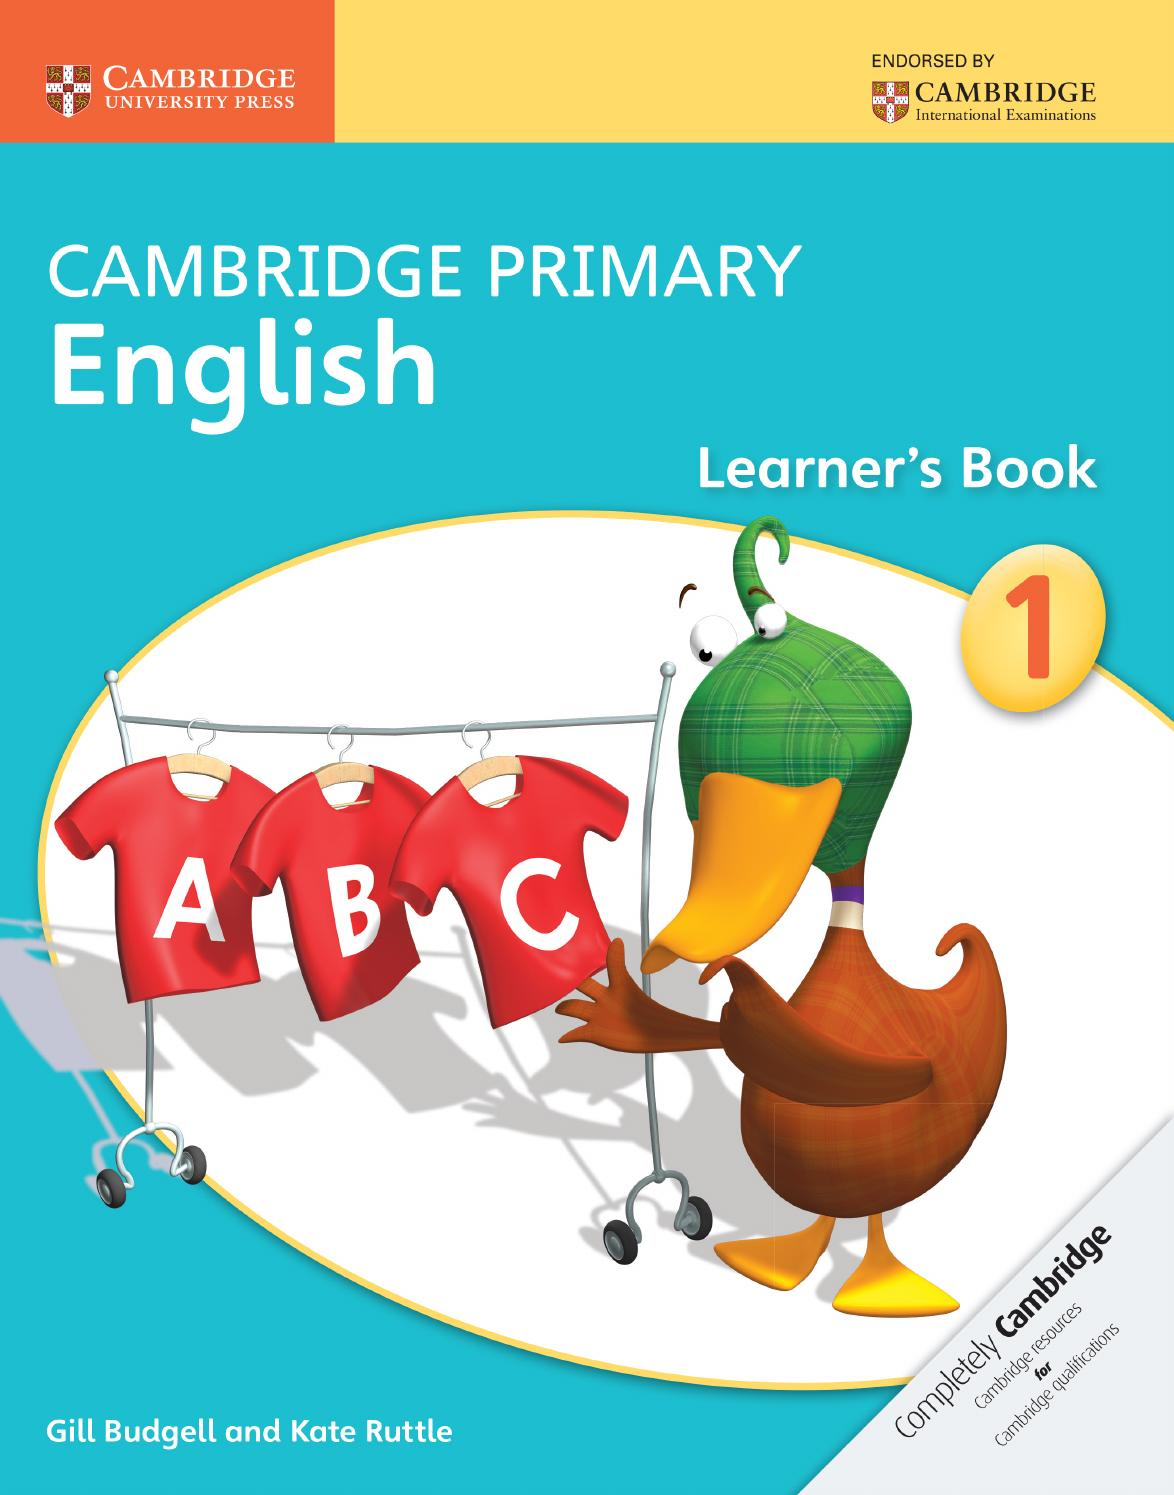 CAMBRIDGE
UNIVERSITY PRESS
ENDORSED BY
CAMBRIDGE
International Examinations
CAMBRIDGE PRIMARY
English
Learner's Book
1
A B C
Completely Cambridge
Cambridge resources
for
Cambridge qualifications
Gill Budgell and Kate Ruttle